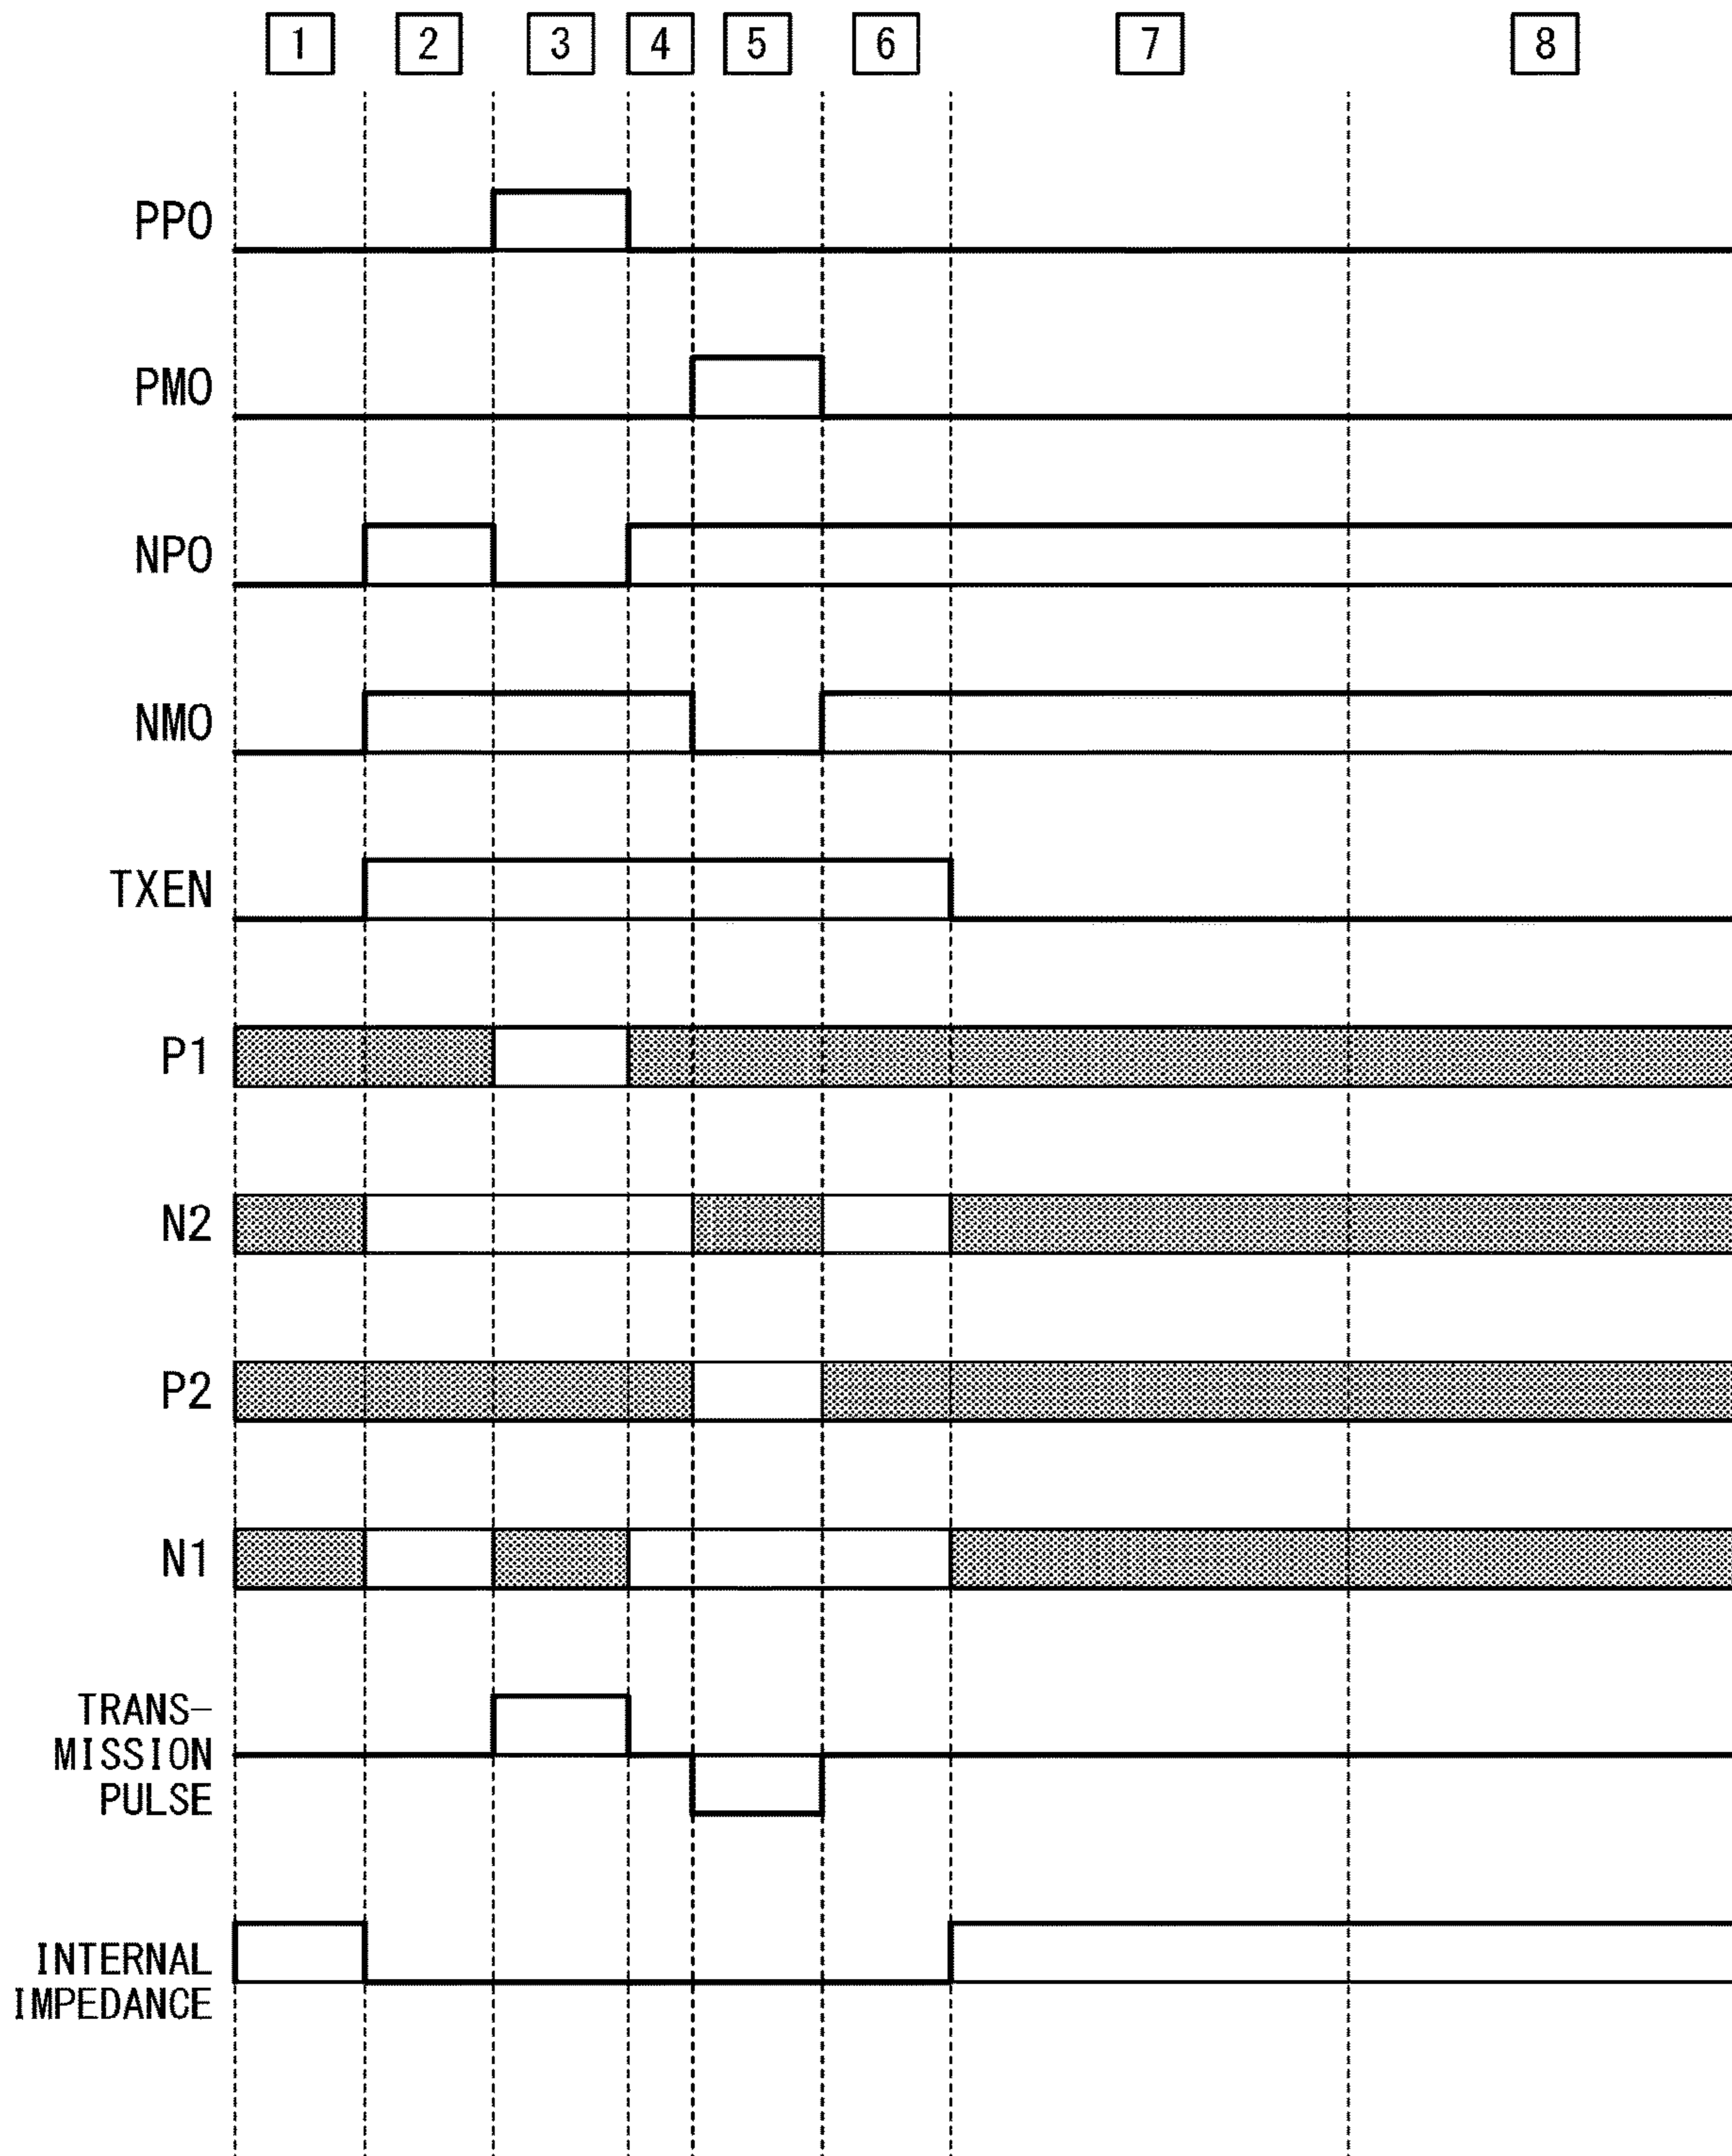 1 2 3 4 5 6 7 8
PPO
PMO
NPO
NMO
TXEN
P1
N2
P2
N1
TRANS-
MISSION
PULSE
INTERNAL
IMPEDANCE